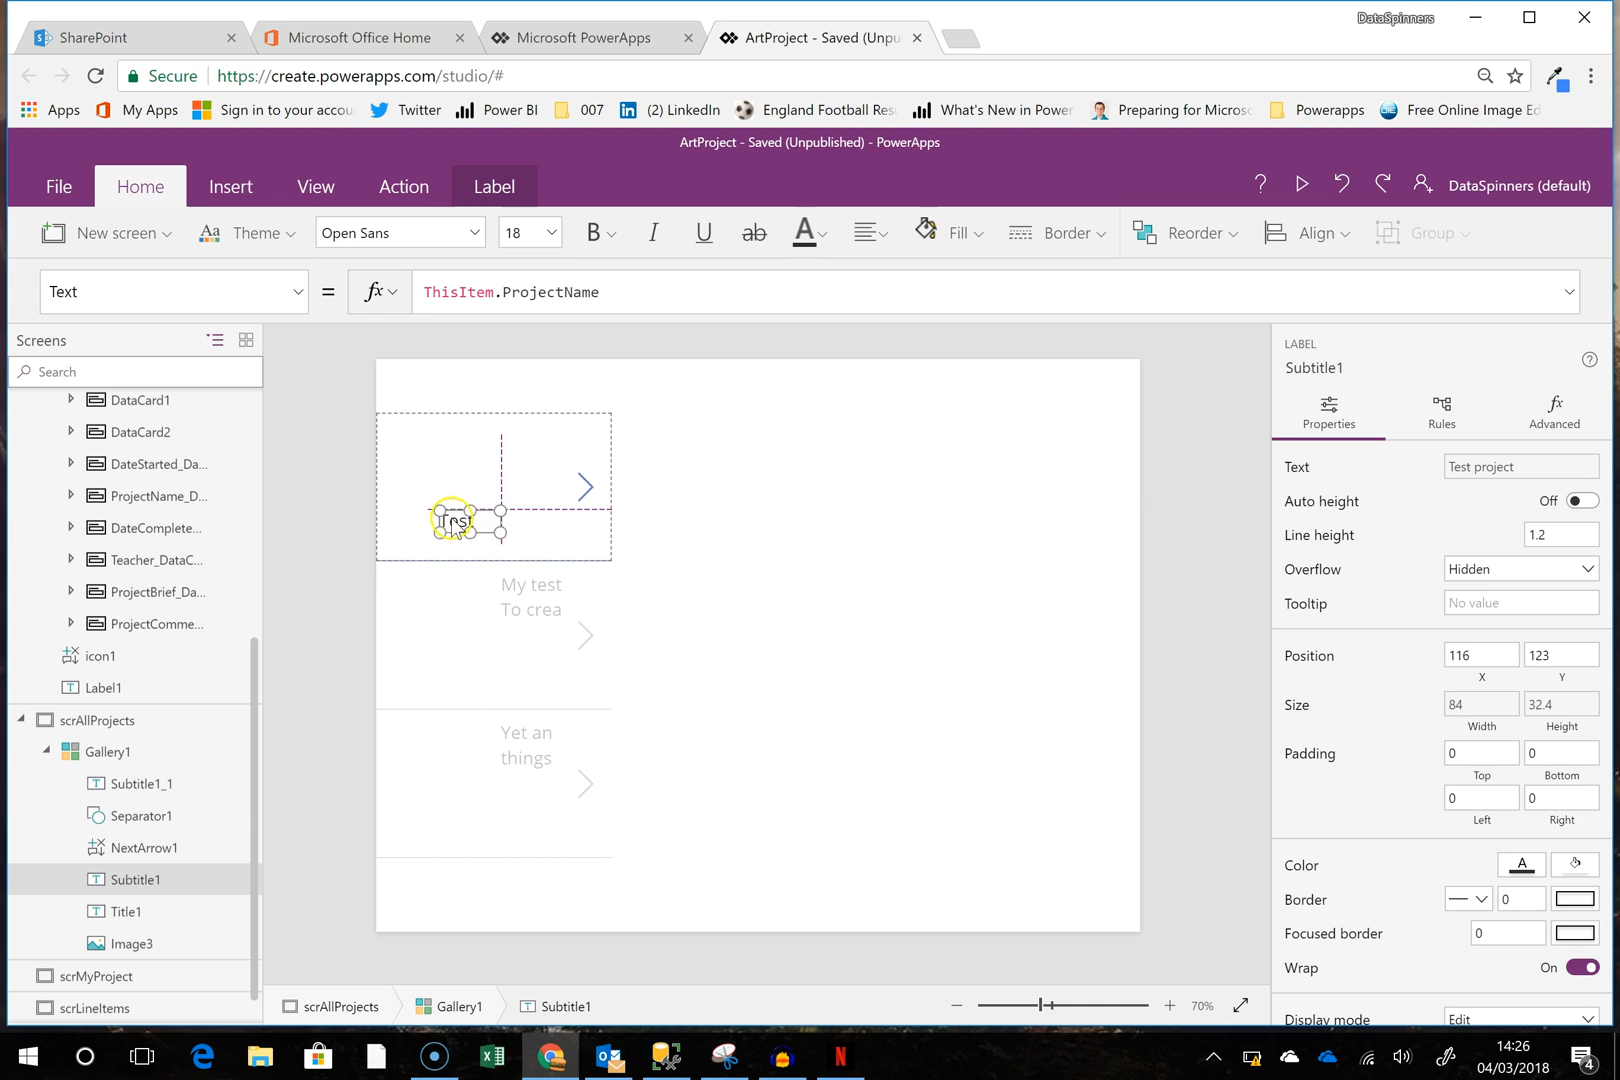 DataSpinners
SharePoint
Microsoft Office Home
Microsoft PowerApps
ArtProject - Saved (Unpu
Secure
https://create.powerapps.com/studio/#
Apps
My Apps
Sign in to your accou
Twitter
Power BI
007
(2) LinkedIn
England Football Res
What's New in Power
Preparing for Micros
Powerapps
Free Online Image Ed
ArtProject - Saved (Unpublished) - PowerApps
File
Home
Insert
View
Action
Label
?
DataSpinners (default)
New screen
Theme
Open Sans
18
B
I
U
ab
A
Fill
Border
Reorder
Align
Group
Text
=
fx
ThisItem.ProjectName
Screens
Search
DataCard1
DataCard2
DateStarted_Da...
ProjectName_D...
DateComplete...
Teacher_DataC...
ProjectBrief_Da...
ProjectComme...
icon1
Label1
scrAllProjects
Gallery1
Subtitle1_1
Separator1
NextArrow1
Subtitle1
Title1
Image3
scrMyProject
scrLineItems
Test
My test
To crea
Yet an
things
scrAllProjects
Gallery1
Subtitle1
70%
LABEL
Subtitle1
Properties
Rules
Advanced
Text
Test project
Auto height
Off
Line height
1.2
Overflow
Hidden
Tooltip
No value
Position
116
123
X
Y
Size
84
32.4
Width
Height
Padding
0
0
Top
Bottom
0
0
Left
Right
Color
A
Border
0
Focused border
0
Wrap
On
Display mode
Edit
14:26
04/03/2018
4